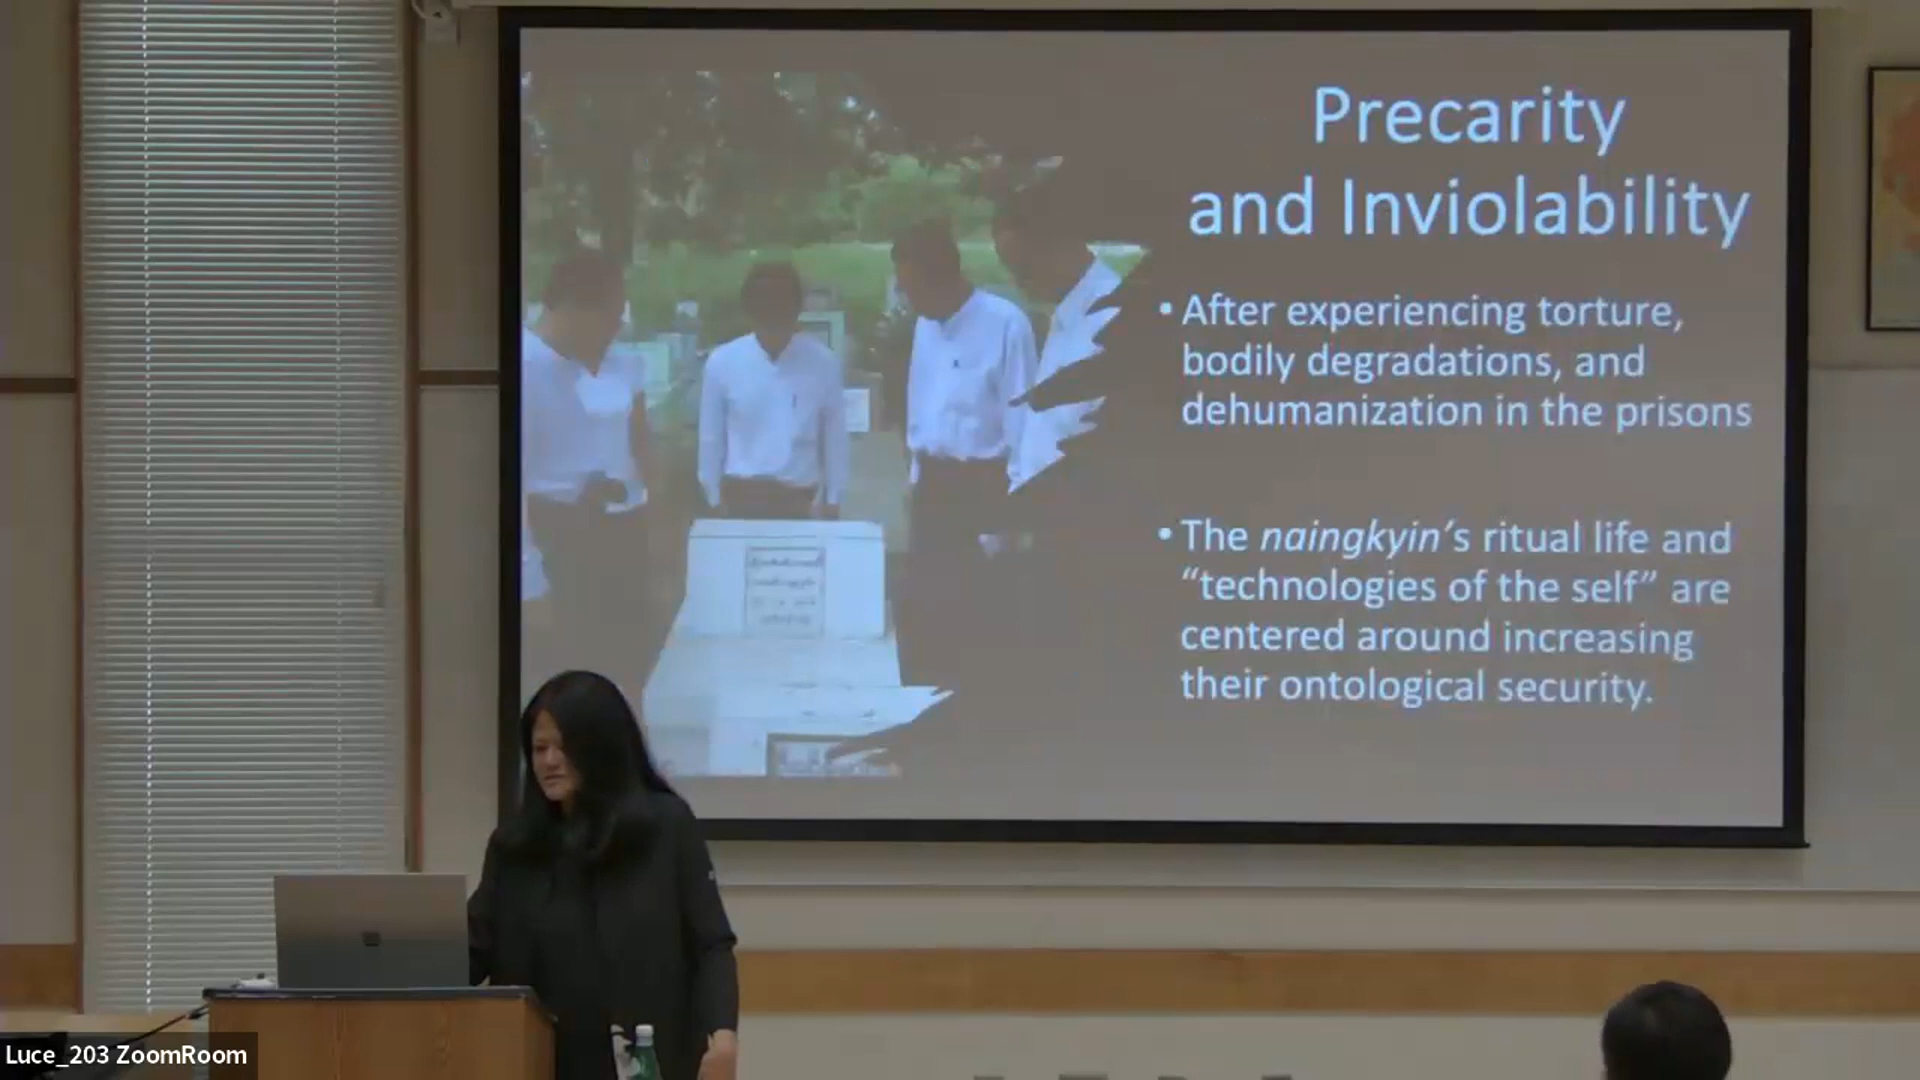 Precarity
and Inviolability
• After experiencing torture,
bodily degradations, and
dehumanization in the prisons
• The naingkyin’s ritual life and
“technologies of the self” are
centered around increasing
their ontological security.
Luce_203 ZoomRoom